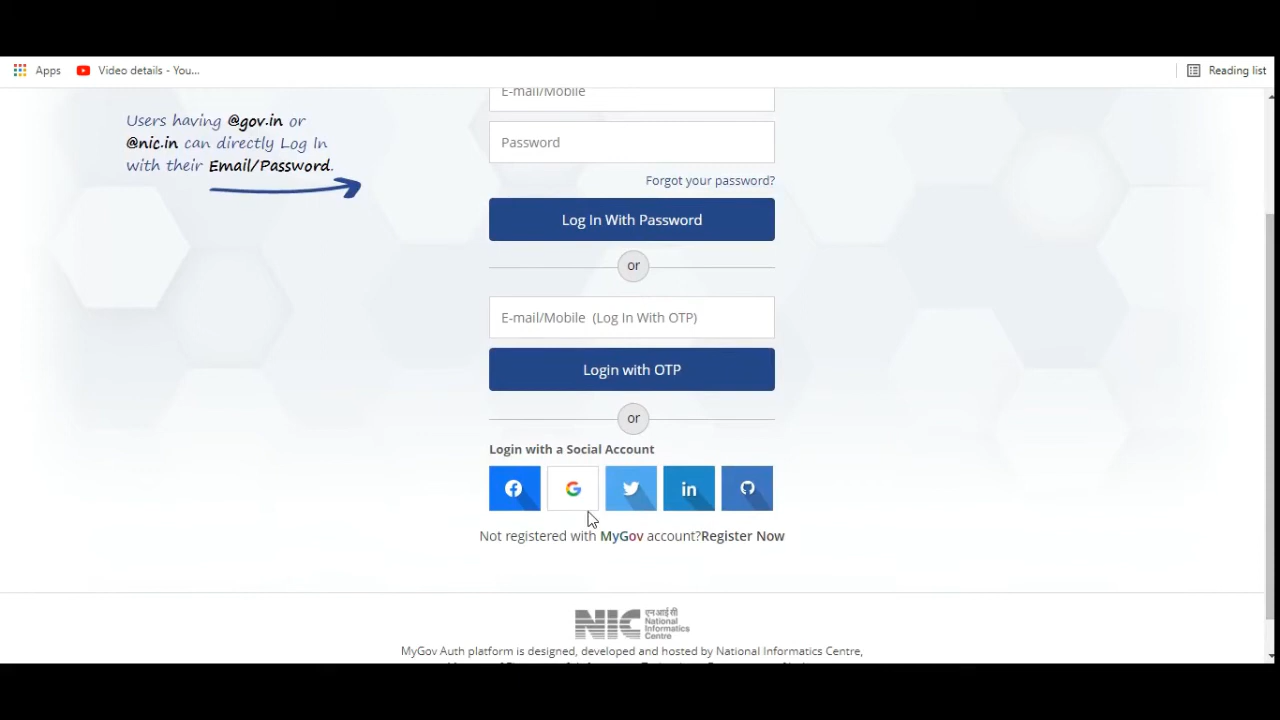 Apps
Video details - You...
Reading list
E-mail/Mobile
Users having @gov.in or
@nic.in can directly Log In
with their Email/Password.
Password
Forgot your password?
Log In With Password
or
E-mail/Mobile (Log In With OTP)
Login with OTP
or
Login with a Social Account
in
Not registered with MyGov account?Register Now
NIC
एन आई सी
National
Informatics
Centre
MyGov Auth platform is designed, developed and hosted by National Informatics Centre,